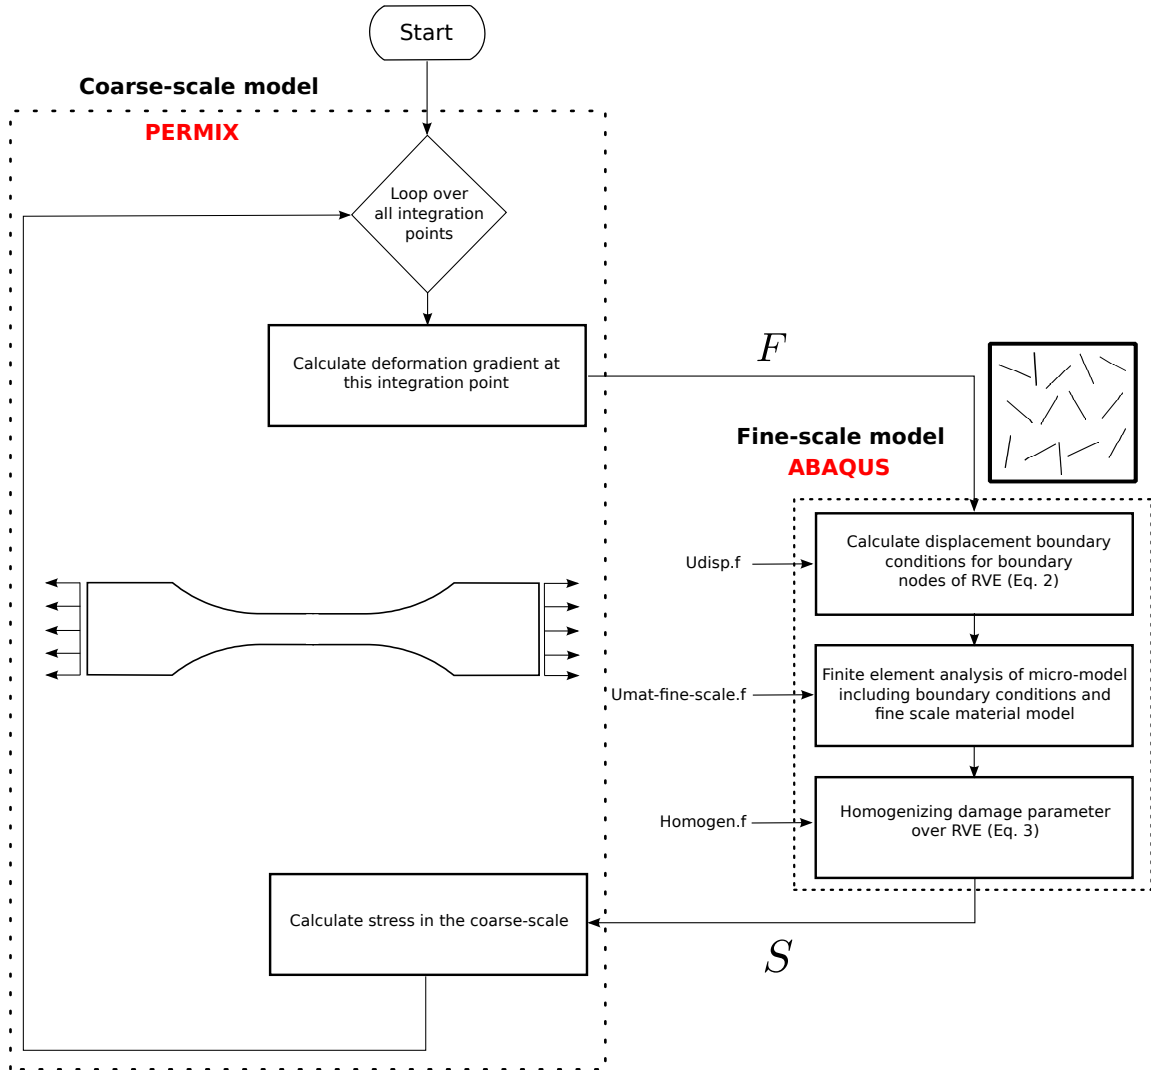 Start
Coarse-scale model
PERMIX
Loop over
all integration
points
Calculate deformation gradient at
this integration point
F
Fine-scale model
ABAQUS
Calculate displacement boundary
conditions for boundary
nodes of RVE (Eq. 2)
Udisp.f
Finite element analysis of micro-model
including boundary conditions and
fine scale material model
Umat-fine-scale.f
Homogenizing damage parameter
over RVE (Eq. 3)
Homogen.f
Calculate stress in the coarse-scale
S